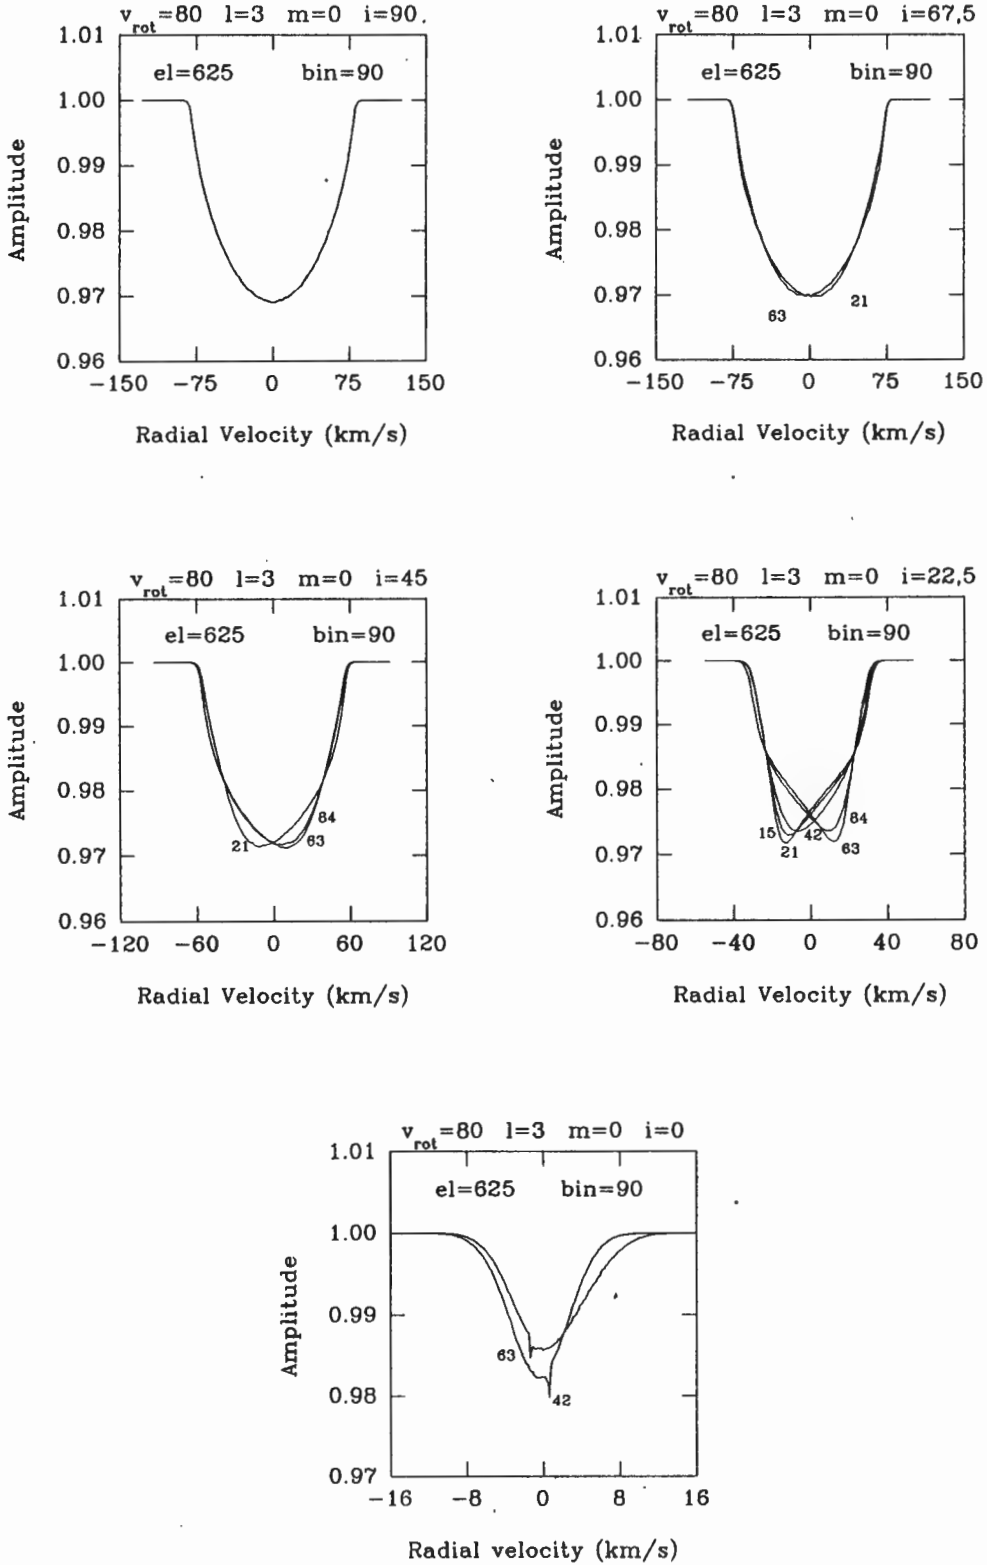 v_rot=80 l=3 m=0 i=90.
el=625 bin=90
1.01
1.00
0.99
0.98
0.97
0.96
Amplitude
−150 −75 0 75 150
Radial Velocity (km/s)
v_rot=80 l=3 m=0 i=67,5
el=625 bin=90
1.01
1.00
0.99
0.98
0.97
0.96
Amplitude
63
21
−150 −75 0 75 150
Radial Velocity (km/s)
v_rot=80 l=3 m=0 i=45
el=625 bin=90
1.01
1.00
0.99
0.98
0.97
0.96
Amplitude
84
21 63
−120 −60 0 60 120
Radial Velocity (km/s)
v_rot=80 l=3 m=0 i=22,5
el=625 bin=90
1.01
1.00
0.99
0.98
0.97
0.96
Amplitude
84
15 42
21 63
−80 −40 0 40 80
Radial Velocity (km/s)
v_rot=80 l=3 m=0 i=0
el=625 bin=90
1.01
1.00
0.99
0.98
0.97
Amplitude
63
42
−16 −8 0 8 16
Radial velocity (km/s)